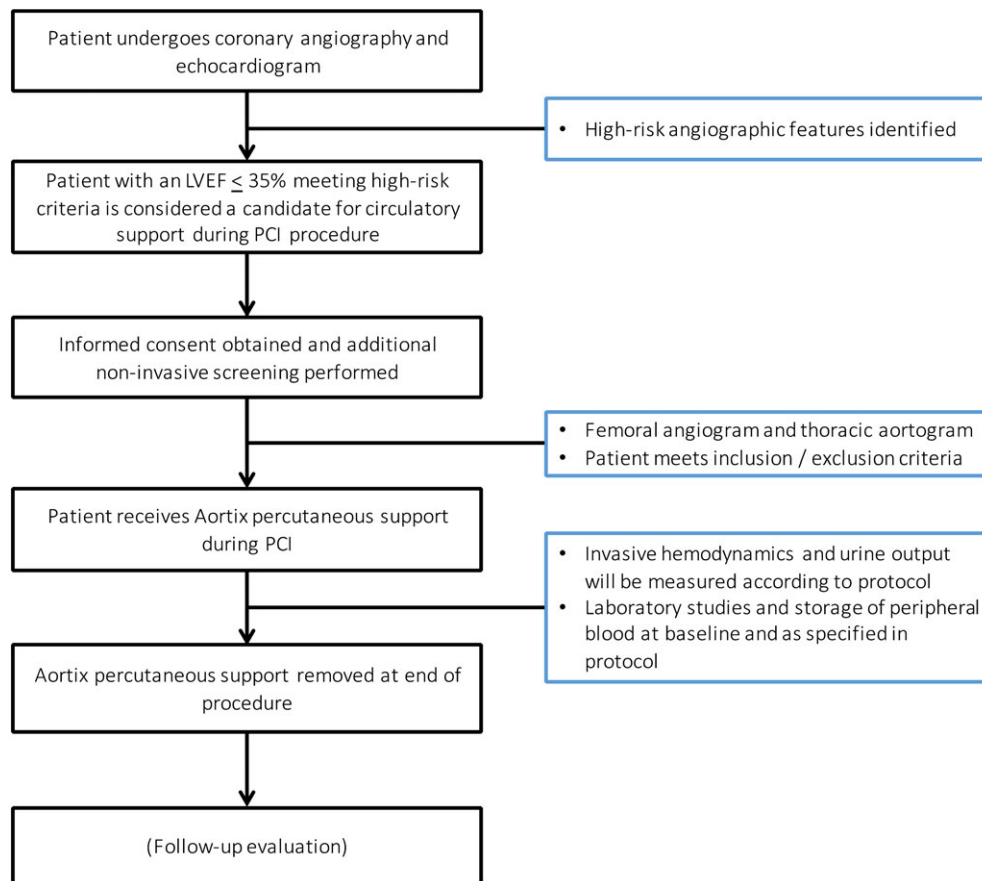 Patient undergoes coronary angiography and
echocardiogram
• High-risk angiographic features identified
Patient with an LVEF ≤ 35% meeting high-risk
criteria is considered a candidate for circulatory
support during PCI procedure
Informed consent obtained and additional
non-invasive screening performed
• Femoral angiogram and thoracic aortogram
• Patient meets inclusion / exclusion criteria
Patient receives Aortix percutaneous support
during PCI
• Invasive hemodynamics and urine output
will be measured according to protocol
• Laboratory studies and storage of peripheral
blood at baseline and as specified in
protocol
Aortix percutaneous support removed at end of
procedure
(Follow-up evaluation)